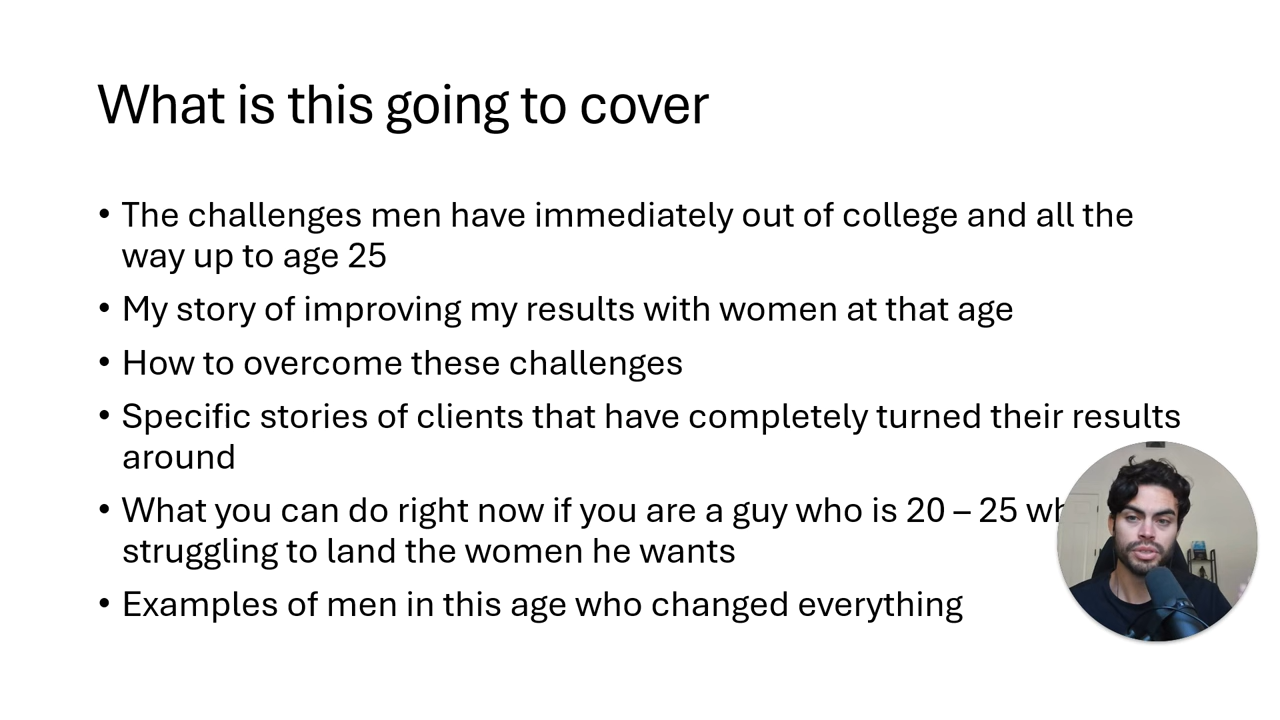 What is this going to cover
• The challenges men have immediately out of college and all the
way up to age 25
• My story of improving my results with women at that age
• How to overcome these challenges
• Specific stories of clients that have completely turned their results
around
• What you can do right now if you are a guy who is 20 – 25
struggling to land the women he wants
• Examples of men in this age who changed everything